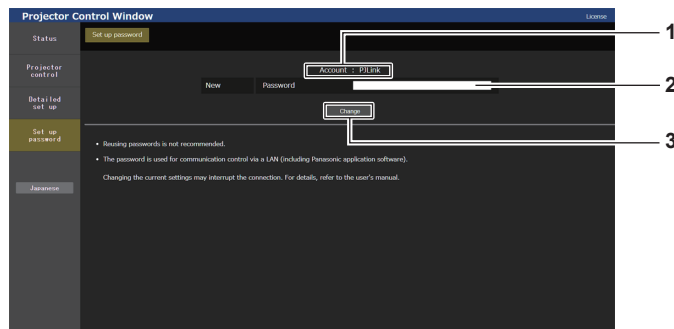 Projector Control Window
License
Status
Set up password
1
Projector
control
Account : PJLink
New Password
2
Detailed
set up
Change
Set up
password
3
• Reusing passwords is not recommended.
• The password is used for communication control via a LAN (including Panasonic application software).
Changing the current settings may interrupt the connection. For details, refer to the user's manual.
Japanese